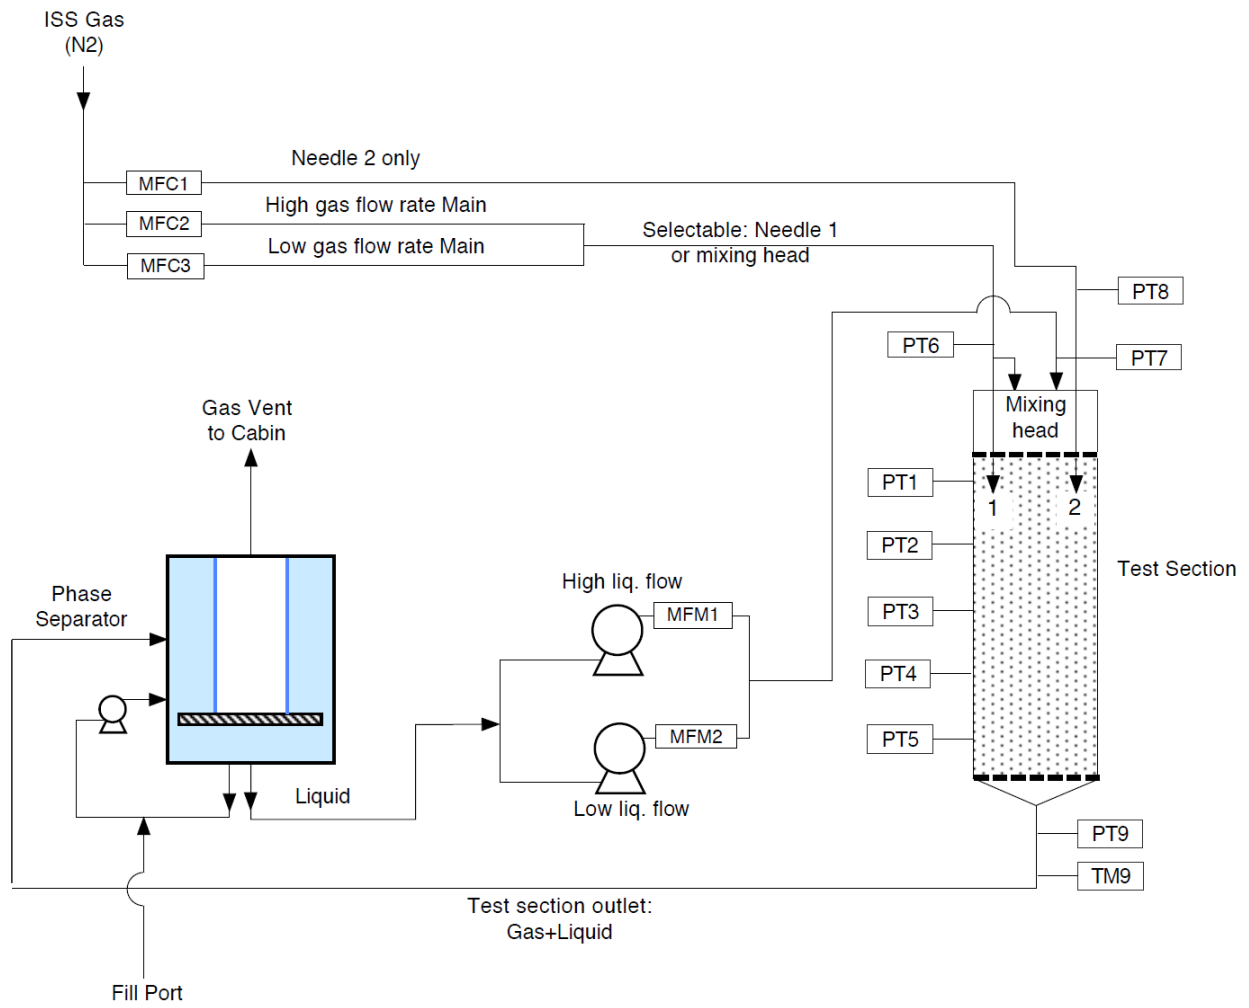 ISS Gas
(N2)
Needle 2 only
MFC1
High gas flow rate Main
MFC2
Low gas flow rate Main
MFC3
Selectable: Needle 1
or mixing head
PT8
PT6
PT7
Mixing
head
Gas Vent
to Cabin
PT1
1
2
PT2
Test Section
High liq. flow
Phase
Separator
MFM1
PT3
PT4
MFM2
PT5
Liquid
Low liq. flow
PT9
TM9
Test section outlet:
Gas+Liquid
Fill Port